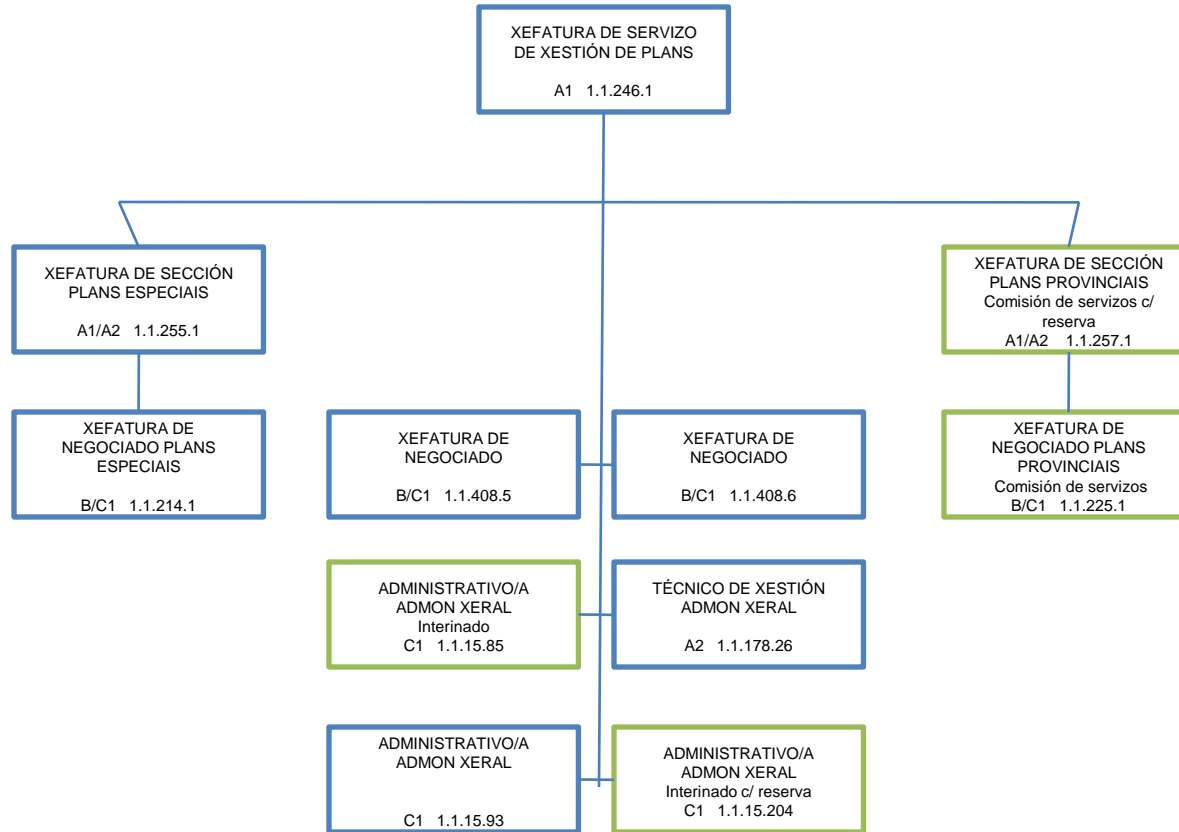 XEFATURA DE SERVIZO
DE XESTIÓN DE PLANS
A1 1.1.246.1
XEFATURA DE SECCIÓN
PLANS ESPECIAIS
A1/A2 1.1.255.1
XEFATURA DE SECCIÓN
PLANS PROVINCIAIS
Comisión de servizos c/
reserva
A1/A2 1.1.257.1
XEFATURA DE
NEGOCIADO PLANS
ESPECIAIS
B/C1 1.1.214.1
XEFATURA DE
NEGOCIADO
B/C1 1.1.408.5
XEFATURA DE
NEGOCIADO
B/C1 1.1.408.6
XEFATURA DE
NEGOCIADO PLANS
PROVINCIAIS
Comisión de servizos
B/C1 1.1.225.1
ADMINISTRATIVO/A
ADMON XERAL
Interinado
C1 1.1.15.85
TÉCNICO DE XESTIÓN
ADMON XERAL
A2 1.1.178.26
ADMINISTRATIVO/A
ADMON XERAL
C1 1.1.15.93
ADMINISTRATIVO/A
ADMON XERAL
Interinado c/ reserva
C1 1.1.15.204